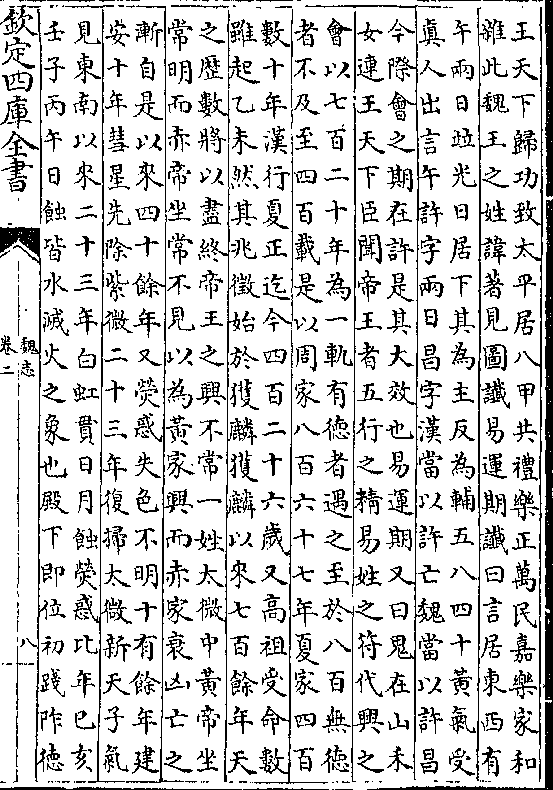 王天下歸功致太平居八甲共禮樂正萬民嘉樂家和
雜此魏王之姓諱著見圖讖易運期讖曰言居東西有
午兩日竝光日居下其為主反為輔五八四十黃氣受
真人出言午許字兩日昌字漢當以許亡魏當以許昌
今際會之期在許是其大效也易運期又曰鬼在山禾
女連王天下臣聞帝王者五行之精易姓之符代興之
會以七百二十年為一軌有德者遇之至於八百無德
者不及至四百載是以周家八百六十七年夏家四百
數十年漢行夏正迄今四百二十六歲又高祖受命數
雖起乙未然其兆徵始於獲麟獲麟以來七百餘年天
之歴數將以盡終帝王之興不常一姓太微中黃帝坐
常明而赤帝坐常不見以為黃家興而赤家衰凶亡之
漸自是以來四十餘年又熒惑失色不明十有餘年建
安十年彗星先除紫微二十三年復掃太微新天子氣
見東南以來二十三年白虹貫日月蝕熒惑比年已亥
壬子丙午日蝕皆水滅火之象也殿下即位初踐阼德
欽定四庫全書
魏志
卷二
八